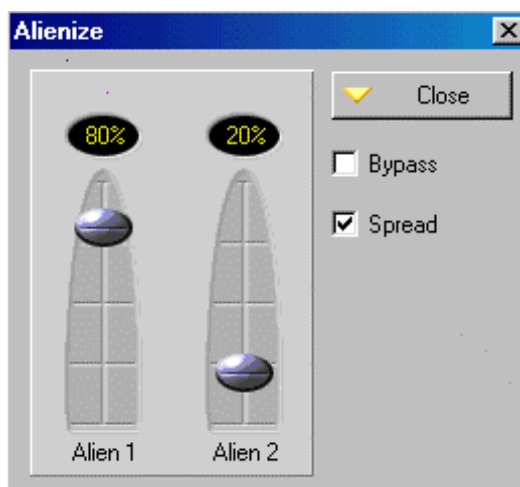 Alienize
Close
80% 20%
Bypass
Spread
Alien 1 Alien 2